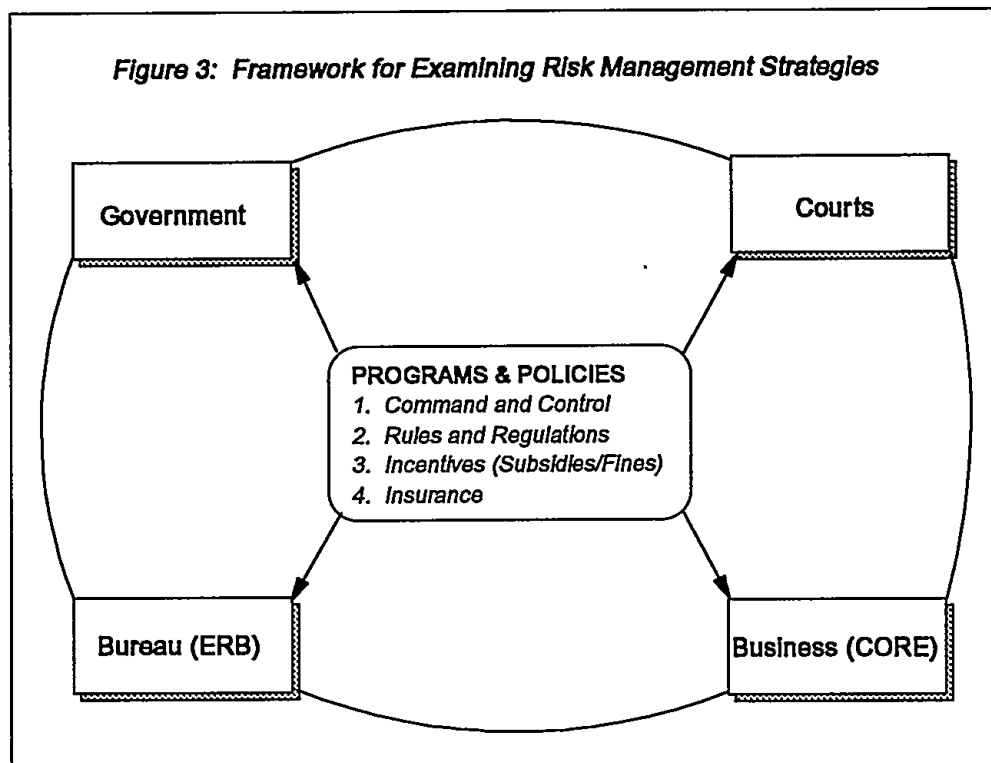 Figure 3: Framework for Examining Risk Management Strategies
Government
Courts
PROGRAMS & POLICIES
1. Command and Control
2. Rules and Regulations
3. Incentives (Subsidies/Fines)
4. Insurance
Bureau (ERB)
Business (CORE)